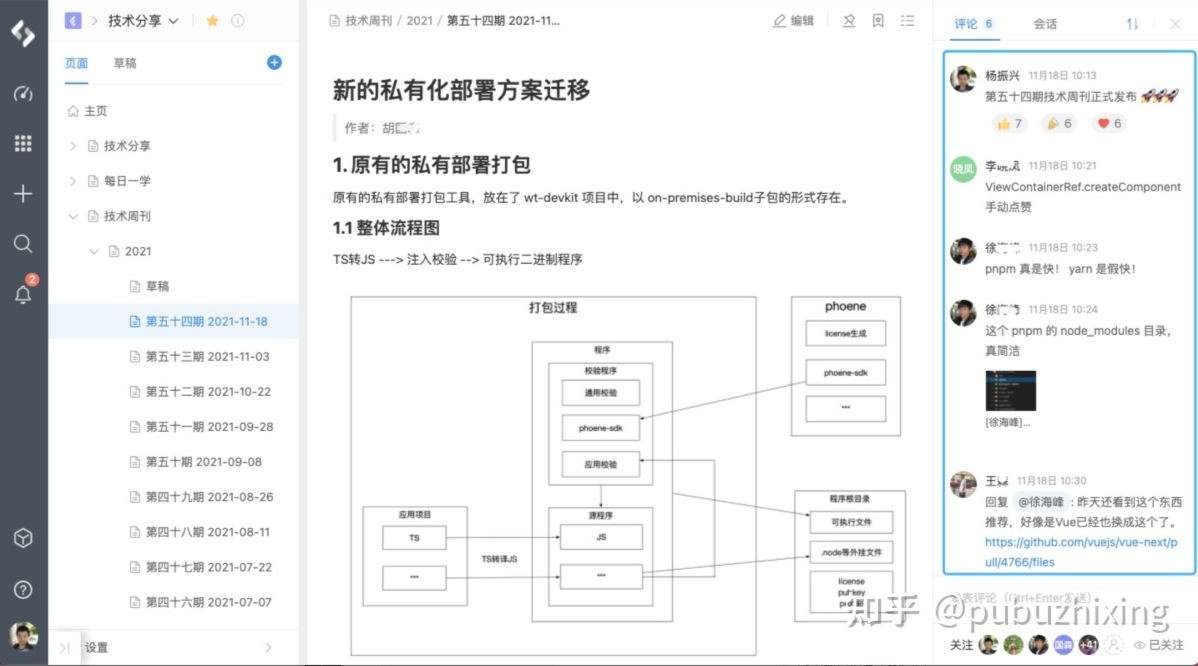 技术分享
页面
草稿
主页
技术分享
每日一学
技术周刊
2021
草稿
第五十四期 2021-11-18
第五十三期 2021-11-03
第五十二期 2021-10-22
第五十一期 2021-09-28
第五十期 2021-09-08
第四十九期 2021-08-26
第四十八期 2021-08-11
第四十七期 2021-07-22
第四十六期 2021-07-07
设置
2
技术周刊 / 2021 / 第五十四期 2021-11...
编辑
新的私有化部署方案迁移
作者：胡
1. 原有的私有部署打包
原有的私有部署打包工具，放在了 wt-devkit 项目中，以 on-premises-build子包的形式存在。
1.1 整体流程图
TS转JS ---> 注入校验 --> 可执行二进制程序
打包过程
程序
校验程序
通用校验
phoene-sdk
应用校验
应用项目
TS
...
TS转译JS
源程序
JS
...
phoene
license生成
phoene-sdk
...
程序根目录
可执行文件
.node等外挂文件
license
评论 6
会话
杨振兴 11月18日 10:13
第五十四期技术周刊正式发布 🚀🚀🚀
👍 7 🎉 6 ❤️ 6
晓凤
李 11月18日 10:21
ViewContainerRef.createComponent
手动点赞
徐 11月18日 10:23
pnpm 真是快！ yarn 是假快！
徐 11月18日 10:24
这个 pnpm 的 node_modules 目录，
真简洁
[徐海峰]...
王 11月18日 10:30
回复 @徐海峰 : 昨天还看到这个东西
推荐，好像是Vue已经也换成这个了。
https://github.com/vuejs/vue-next/p
ull/4766/files
表评论（Ctrl+Enter发送）
关注
国森
+41
已关注
知乎 @pubuzhixing